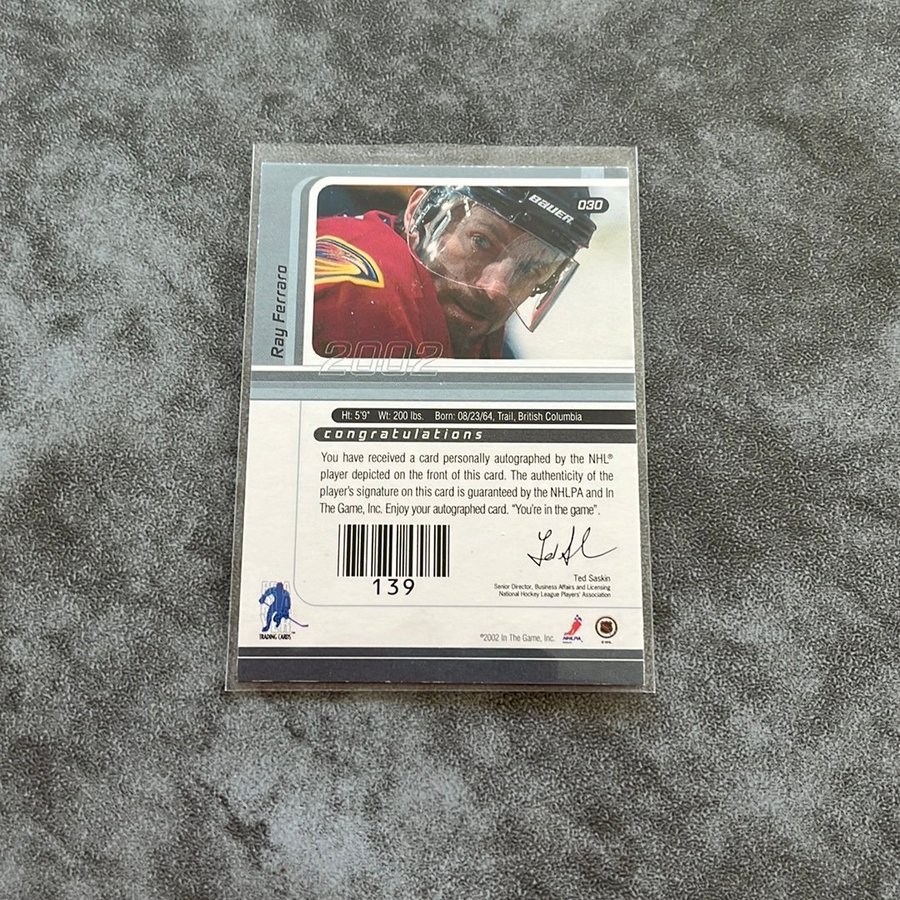 BAUER
030
Ray Ferraro
2002
Ht: 5'9" Wt: 200 lbs. Born: 08/23/64, Trail, British Columbia
congratulations
You have received a card personally autographed by the NHL®
player depicted on the front of this card. The authenticity of the
player's signature on this card is guaranteed by the NHLPA and In
The Game, Inc. Enjoy your autographed card. "You're in the game".
139
Ted Saskin
Senior Director, Business Affairs and Licensing
National Hockey League Players' Association
TRADING CARDS
©2002 In The Game, Inc.
NHLPA